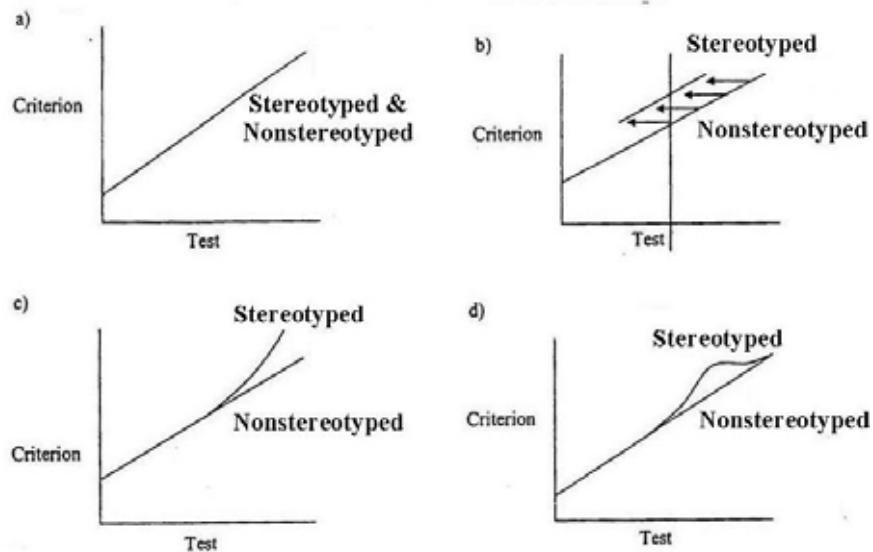 a)
Criterion
Stereotyped &
Nonstereotyped
Test
b)
Stereotyped
Criterion
Nonstereotyped
Test
c)
Stereotyped
Nonstereotyped
Criterion
Test
d)
Stereotyped
Nonstereotyped
Criterion
Test